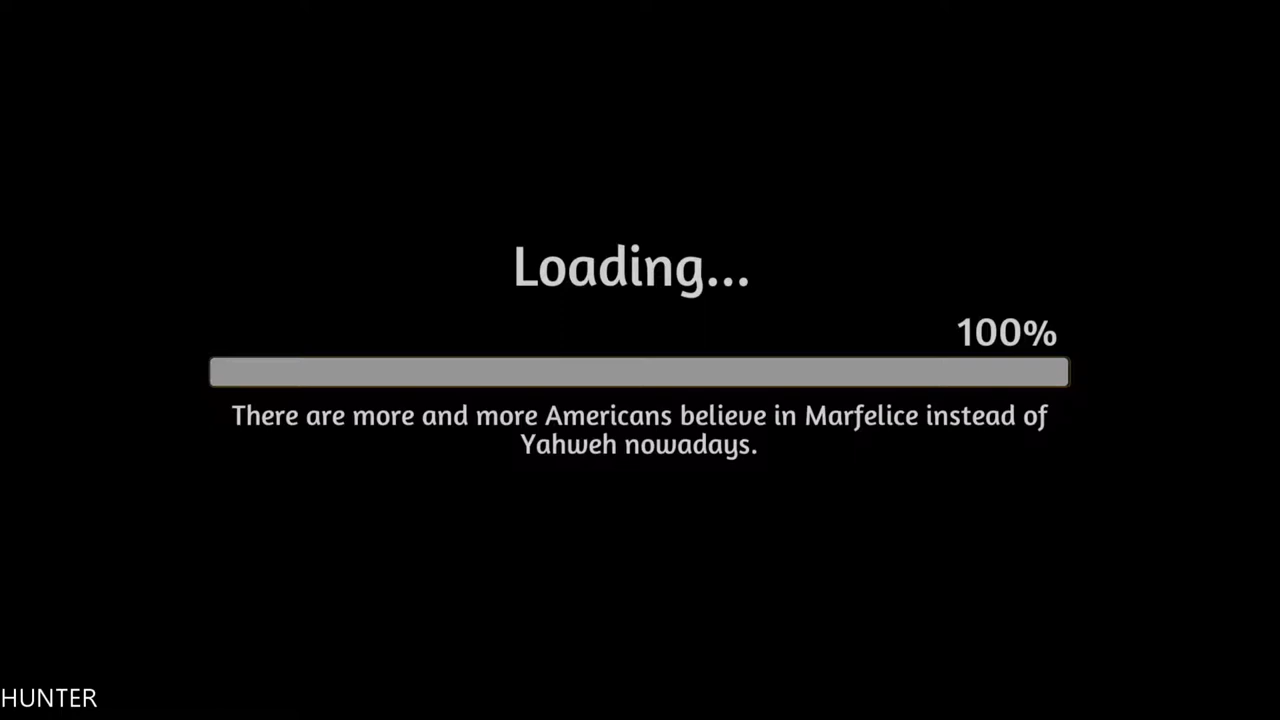 Loading...
100%
There are more and more Americans believe in Marfelice instead of
Yahweh nowadays.
HUNTER